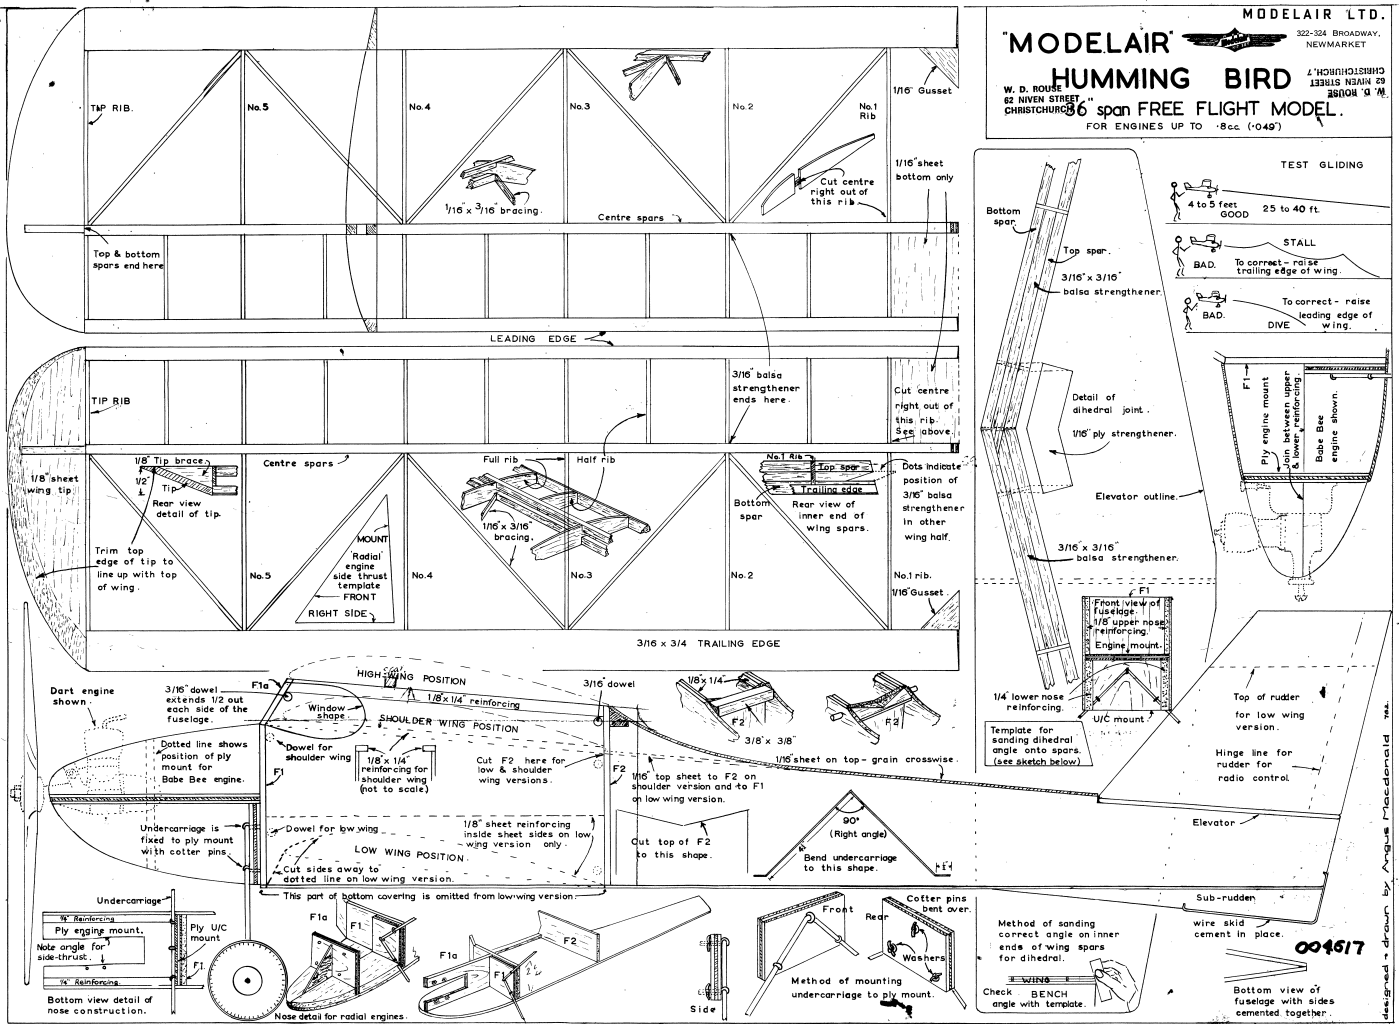 MODELAIR LTD.
"MODELAIR"
Modelair
322-324 BROADWAY,
NEWMARKET
HUMMING BIRD
W. D. ROUSE
62 NIVEN STREET
CHRISTCHURCH, 7
W. D. ROUSE
62 NIVEN STREET
CHRISTCHURCH
36" span FREE FLIGHT MODEL.
FOR ENGINES UP TO .8cc (.049")
TIP RIB.
No.5
No.4
No.3
No.2
No.1
Rib
1/16" Gusset
1/16" sheet
bottom only
1/16" x 3/16" bracing.
Cut centre
right out of
this rib.
Centre spars
Top & bottom
spars end here
LEADING EDGE
TIP RIB
3/16" balsa
strengthener
ends here.
Cut centre
right out of
this rib.
See above.
1/8" Tip brace
1/2"
Tip
Rear view
detail of tip.
1/8" sheet
wing tip
Centre spars
Full rib
Half rib
1/16" x 3/16"
bracing.
No.1 Rib
Top spar
Trailing edge
Bottom
spar
Rear view of
inner end of
wing spars.
Dots indicate
position of
3/16" balsa
strengthener
in other
wing half.
Trim top
edge of tip to
line up with top
of wing.
MOUNT
'Radial'
engine
side thrust
template
FRONT
RIGHT SIDE
No.5
No.4
No.3
No.2
No.1 rib.
1/16" Gusset.
3/16 x 3/4 TRAILING EDGE
Bottom
spar
Top spar.
3/16" x 3/16"
balsa strengthener.
Detail of
dihedral joint.
1/16" ply strengthener.
Elevator outline.
3/16" x 3/16"
balsa strengthener.
TEST GLIDING
4 to 5 feet
GOOD
25 to 40 ft.
STALL
BAD.
To correct - raise
trailing edge of wing.
To correct - raise
leading edge of
wing.
BAD.
DIVE
F1
Ply engine mount
Join between upper
& lower reinforcing.
Babe Bee
engine shown.
F1
Front view of
fuselage.
1/8" upper nose
reinforcing.
Engine mount.
1/4" lower nose
reinforcing.
U/C mount.
Template for
sanding dihedral
angle onto spars.
(see sketch below)
Dart engine
shown.
3/16" dowel
extends 1/2 out
each side of the
fuselage.
F1a
HIGH WING POSITION
1/8" x 1/4" reinforcing
3/16" dowel
Window
shape
SHOULDER WING POSITION
1/8" x 1/4"
F2
3/8" x 3/8"
F2
Dotted line shows
position of ply
mount for
Babe Bee engine.
Dowel for
shoulder wing
F1
1/8" x 1/4"
reinforcing for
shoulder wing
(not to scale)
Cut F2 here for
low & shoulder
wing versions.
F2
1/16" top sheet to F2 on
shoulder version and to F1
on low wing version.
1/16" sheet on top - grain crosswise.
Top of rudder
for low wing
version.
Hinge line for
rudder for
radio control.
Undercarriage is
fixed to ply mount
with cotter pins.
Dowel for low wing
1/8" sheet reinforcing
inside sheet sides on low
wing version only.
LOW WING POSITION.
Cut sides away to
dotted line on low wing version.
Cut top of F2
to this shape.
90°
(Right angle)
Bend undercarriage
to this shape.
Elevator
Sub-rudder
wire skid
cement in place.
This part of bottom covering is omitted from low wing version.
Undercarriage
1/4" Reinforcing
Ply engine mount.
Note angle for
side-thrust.
1/4" Reinforcing.
Ply U/C
mount
F1.
Bottom view detail of
nose construction.
F1a
F1
Nose detail for radial engines.
F1a
F1
F2
Side
Front
Rear
Cotter pins
bent over.
Washers
Method of mounting
undercarriage to ply mount.
Method of sanding
correct angle on inner
ends of wing spars
for dihedral.
WING
Check
angle with template.
BENCH
004617
Bottom view of
fuselage with sides
cemented together.
designed & drawn by Angus Macdonald